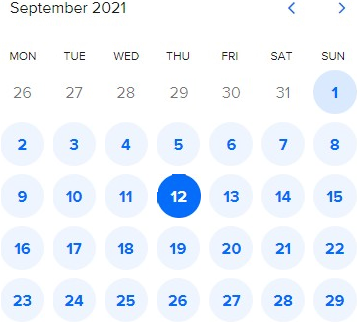 September 2021
MON TUE WED THU FRI SAT SUN
26 27 28 29 30 31 1
2 3 4 5 6 7 8
9 10 11 12 13 14 15
16 17 18 19 20 21 22
23 24 25 26 27 28 29